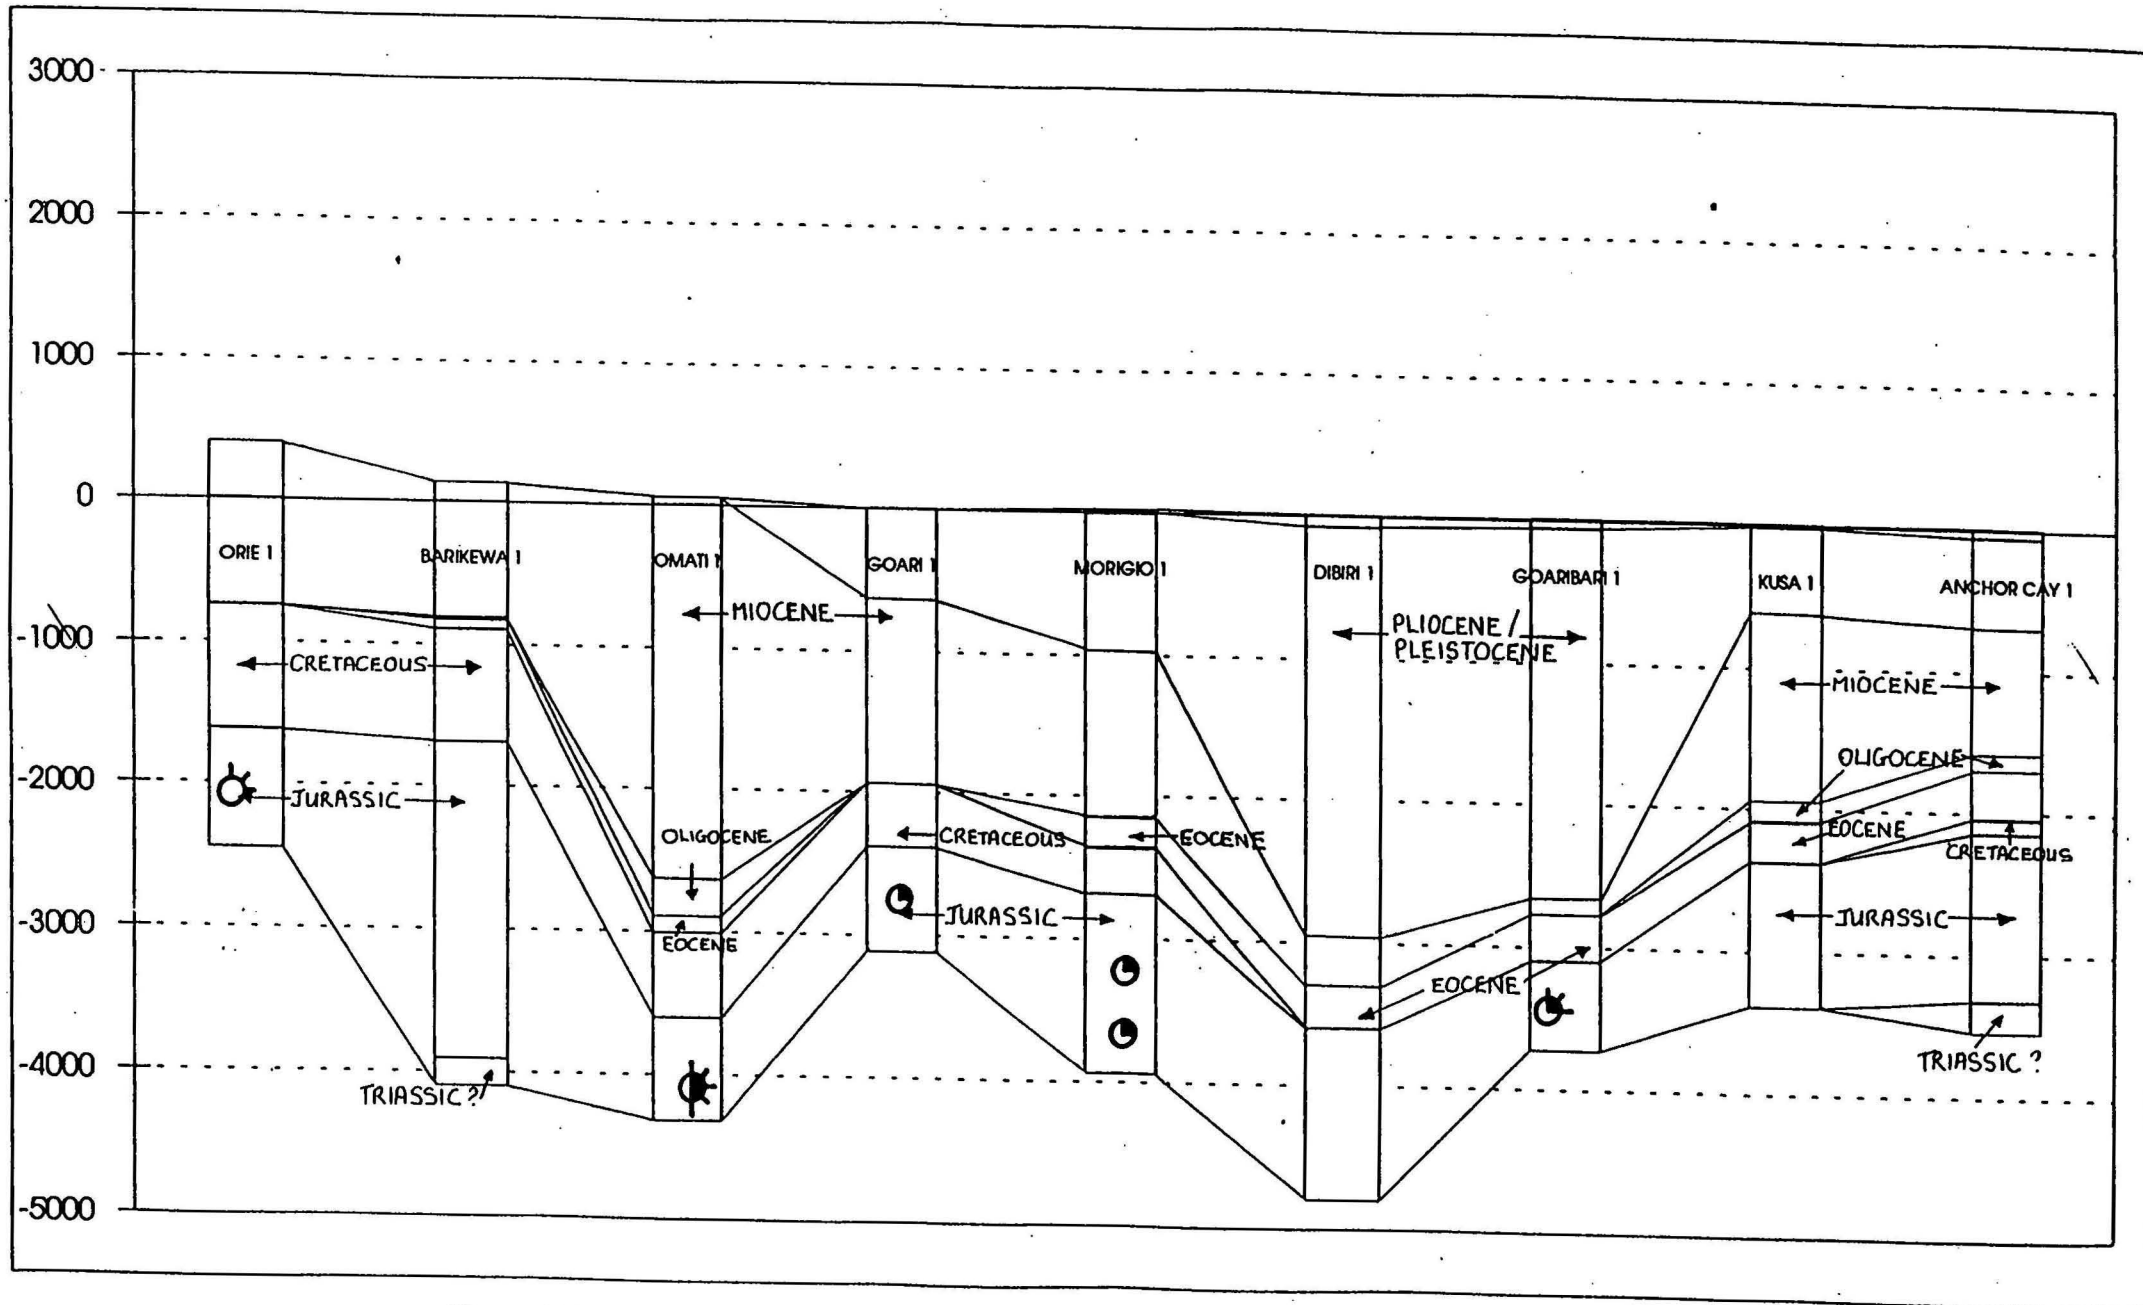 3000
2000
1000
0
-1000
-2000
-3000
-4000
-5000
ORIE 1
BARIKEWA 1
OMATI 1
GOARI 1
MORIGIO 1
DIBIRI 1
GOARIBARI 1
KUSA 1
ANCHOR CAY 1
MIOCENE
PLIOCENE /
PLEISTOCENE
CRETACEOUS
MIOCENE
OLIGOCENE
JURASSIC
OLIGOCENE
CRETACEOUS
EOCENE
EOCENE
CRETACEOUS
EOCENE
JURASSIC
JURASSIC
EOCENE
TRIASSIC ?
TRIASSIC ?